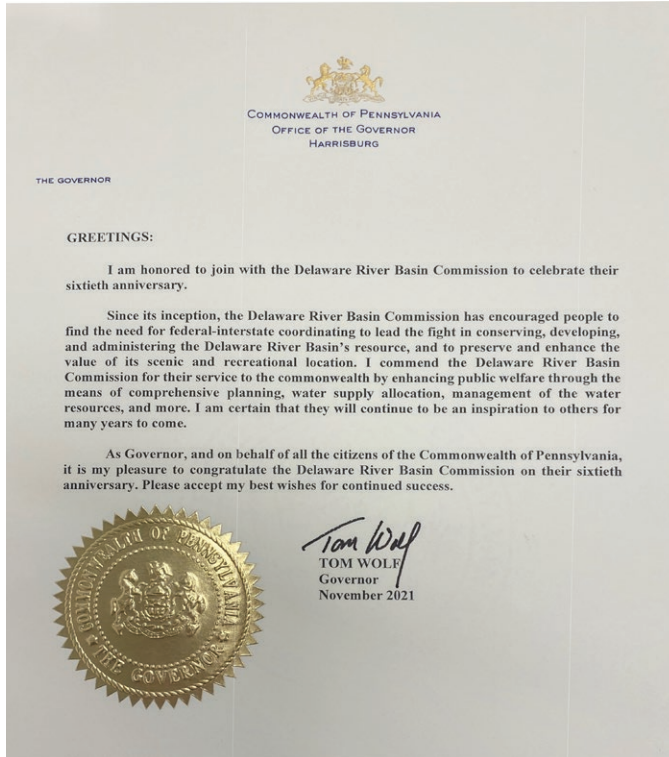 COMMONWEALTH OF PENNSYLVANIA
OFFICE OF THE GOVERNOR
HARRISBURG
THE GOVERNOR
GREETINGS:
I am honored to join with the Delaware River Basin Commission to celebrate their
sixtieth anniversary.
Since its inception, the Delaware River Basin Commission has encouraged people to
find the need for federal-interstate coordinating to lead the fight in conserving, developing,
and administering the Delaware River Basin's resource, and to preserve and enhance the
value of its scenic and recreational location. I commend the Delaware River Basin
Commission for their service to the commonwealth by enhancing public welfare through the
means of comprehensive planning, water supply allocation, management of the water
resources, and more. I am certain that they will continue to be an inspiration to others for
many years to come.
As Governor, and on behalf of all the citizens of the Commonwealth of Pennsylvania,
it is my pleasure to congratulate the Delaware River Basin Commission on their sixtieth
anniversary. Please accept my best wishes for continued success.
Tom Wolf
TOM WOLF
Governor
November 2021
COMMONWEALTH OF PENNSYLVANIA
THE GOVERNOR